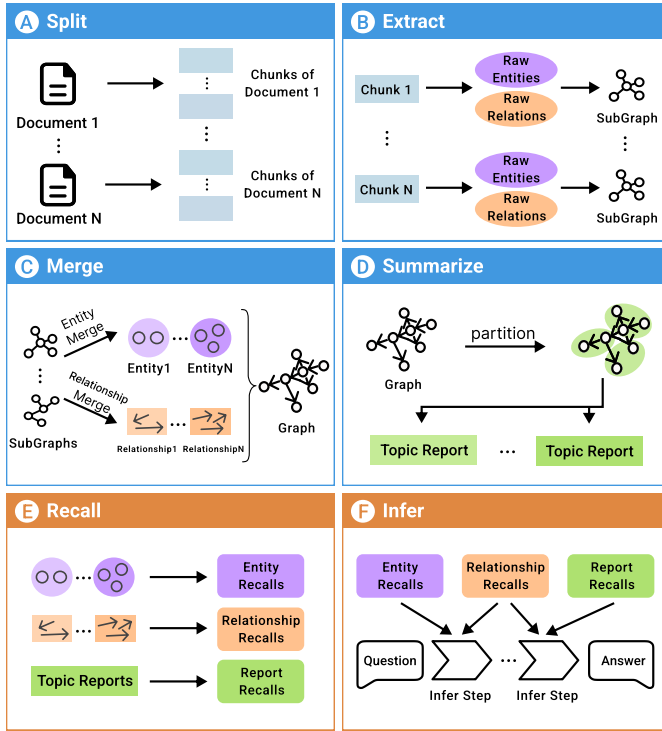 A Split
Document 1
Document N
Chunks of
Document 1
Chunks of
Document N
B Extract
Chunk 1
Raw
Entities
Raw
Relations
SubGraph
Chunk N
Raw
Entities
Raw
Relations
SubGraph
C Merge
Entity
Merge
Relationship
Merge
SubGraphs
Entity1
EntityN
Relationship1
RelationshipN
Graph
D Summarize
Graph
partition
Topic Report
Topic Report
E Recall
Entity
Recalls
Relationship
Recalls
Topic Reports
Report
Recalls
F Infer
Entity
Recalls
Relationship
Recalls
Report
Recalls
Question
Infer Step
Infer Step
Answer